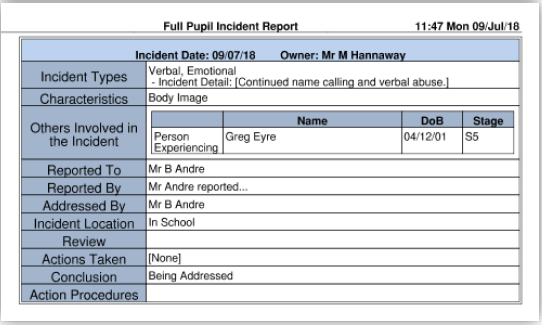 Full Pupil Incident Report 11:47 Mon 09/Jul/18
Incident Date: 09/07/18 Owner: Mr M Hannaway
Incident Types Verbal, Emotional
- Incident Detail: [Continued name calling and verbal abuse.]
Characteristics Body Image
Others Involved in the Incident
Name DoB Stage
Person Experiencing Greg Eyre 04/12/01 S5
Reported To Mr B Andre
Reported By Mr Andre reported...
Addressed By Mr B Andre
Incident Location In School
Review
Actions Taken [None]
Conclusion Being Addressed
Action Procedures